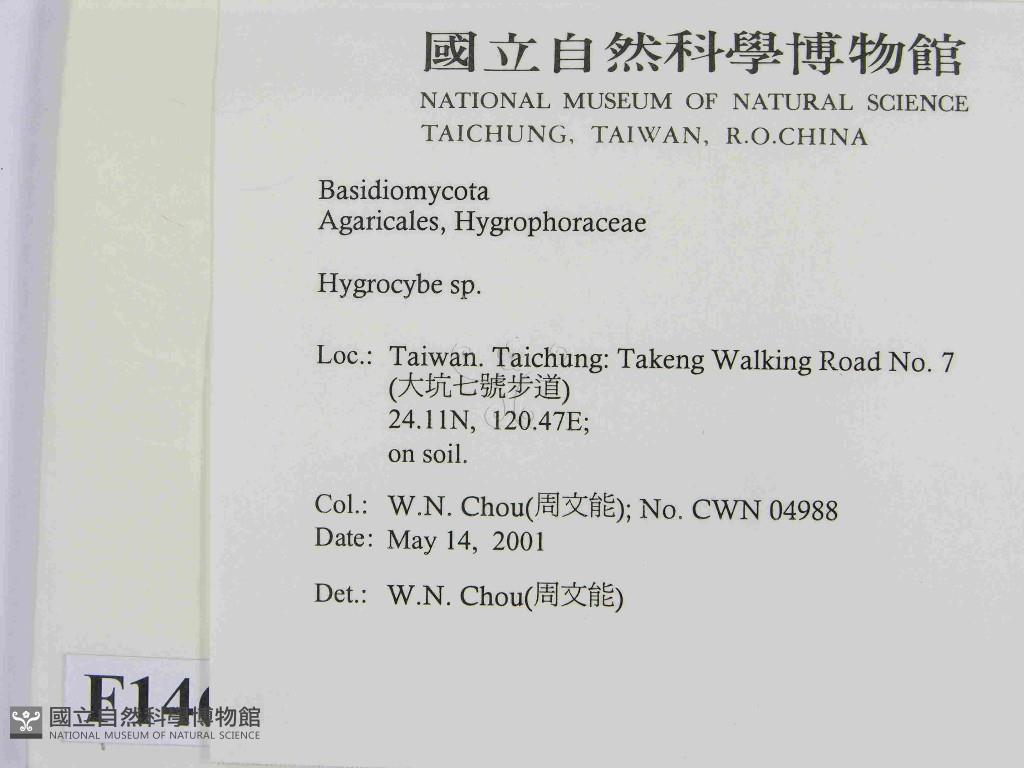 國立自然科學博物館
NATIONAL MUSEUM OF NATURAL SCIENCE
TAICHUNG, TAIWAN, R.O.CHINA
Basidiomycota
Agaricales, Hygrophoraceae
Hygrocybe sp.
Loc.: Taiwan. Taichung: Takeng Walking Road No. 7
(大坑七號步道)
24.11N, 120.47E;
on soil.
Col.: W.N. Chou(周文能); No. CWN 04988
Date: May 14, 2001
Det.: W.N. Chou(周文能)
國立自然科學博物館
NATIONAL MUSEUM OF NATURAL SCIENCE